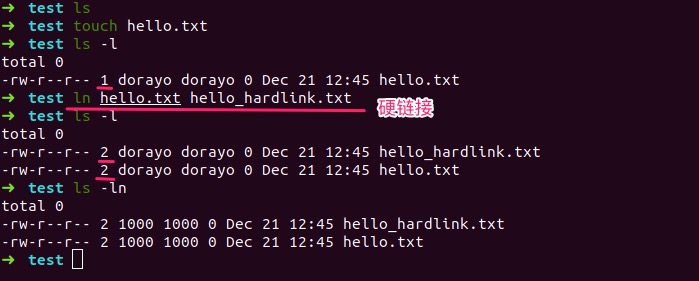 ➜ test ls
➜ test touch hello.txt
➜ test ls -l
total 0
-rw-r--r-- 1 dorayo dorayo 0 Dec 21 12:45 hello.txt
➜ test ln hello.txt hello_hardlink.txt 硬链接
➜ test ls -l
total 0
-rw-r--r-- 2 dorayo dorayo 0 Dec 21 12:45 hello_hardlink.txt
-rw-r--r-- 2 dorayo dorayo 0 Dec 21 12:45 hello.txt
➜ test ls -ln
total 0
-rw-r--r-- 2 1000 1000 0 Dec 21 12:45 hello_hardlink.txt
-rw-r--r-- 2 1000 1000 0 Dec 21 12:45 hello.txt
➜ test